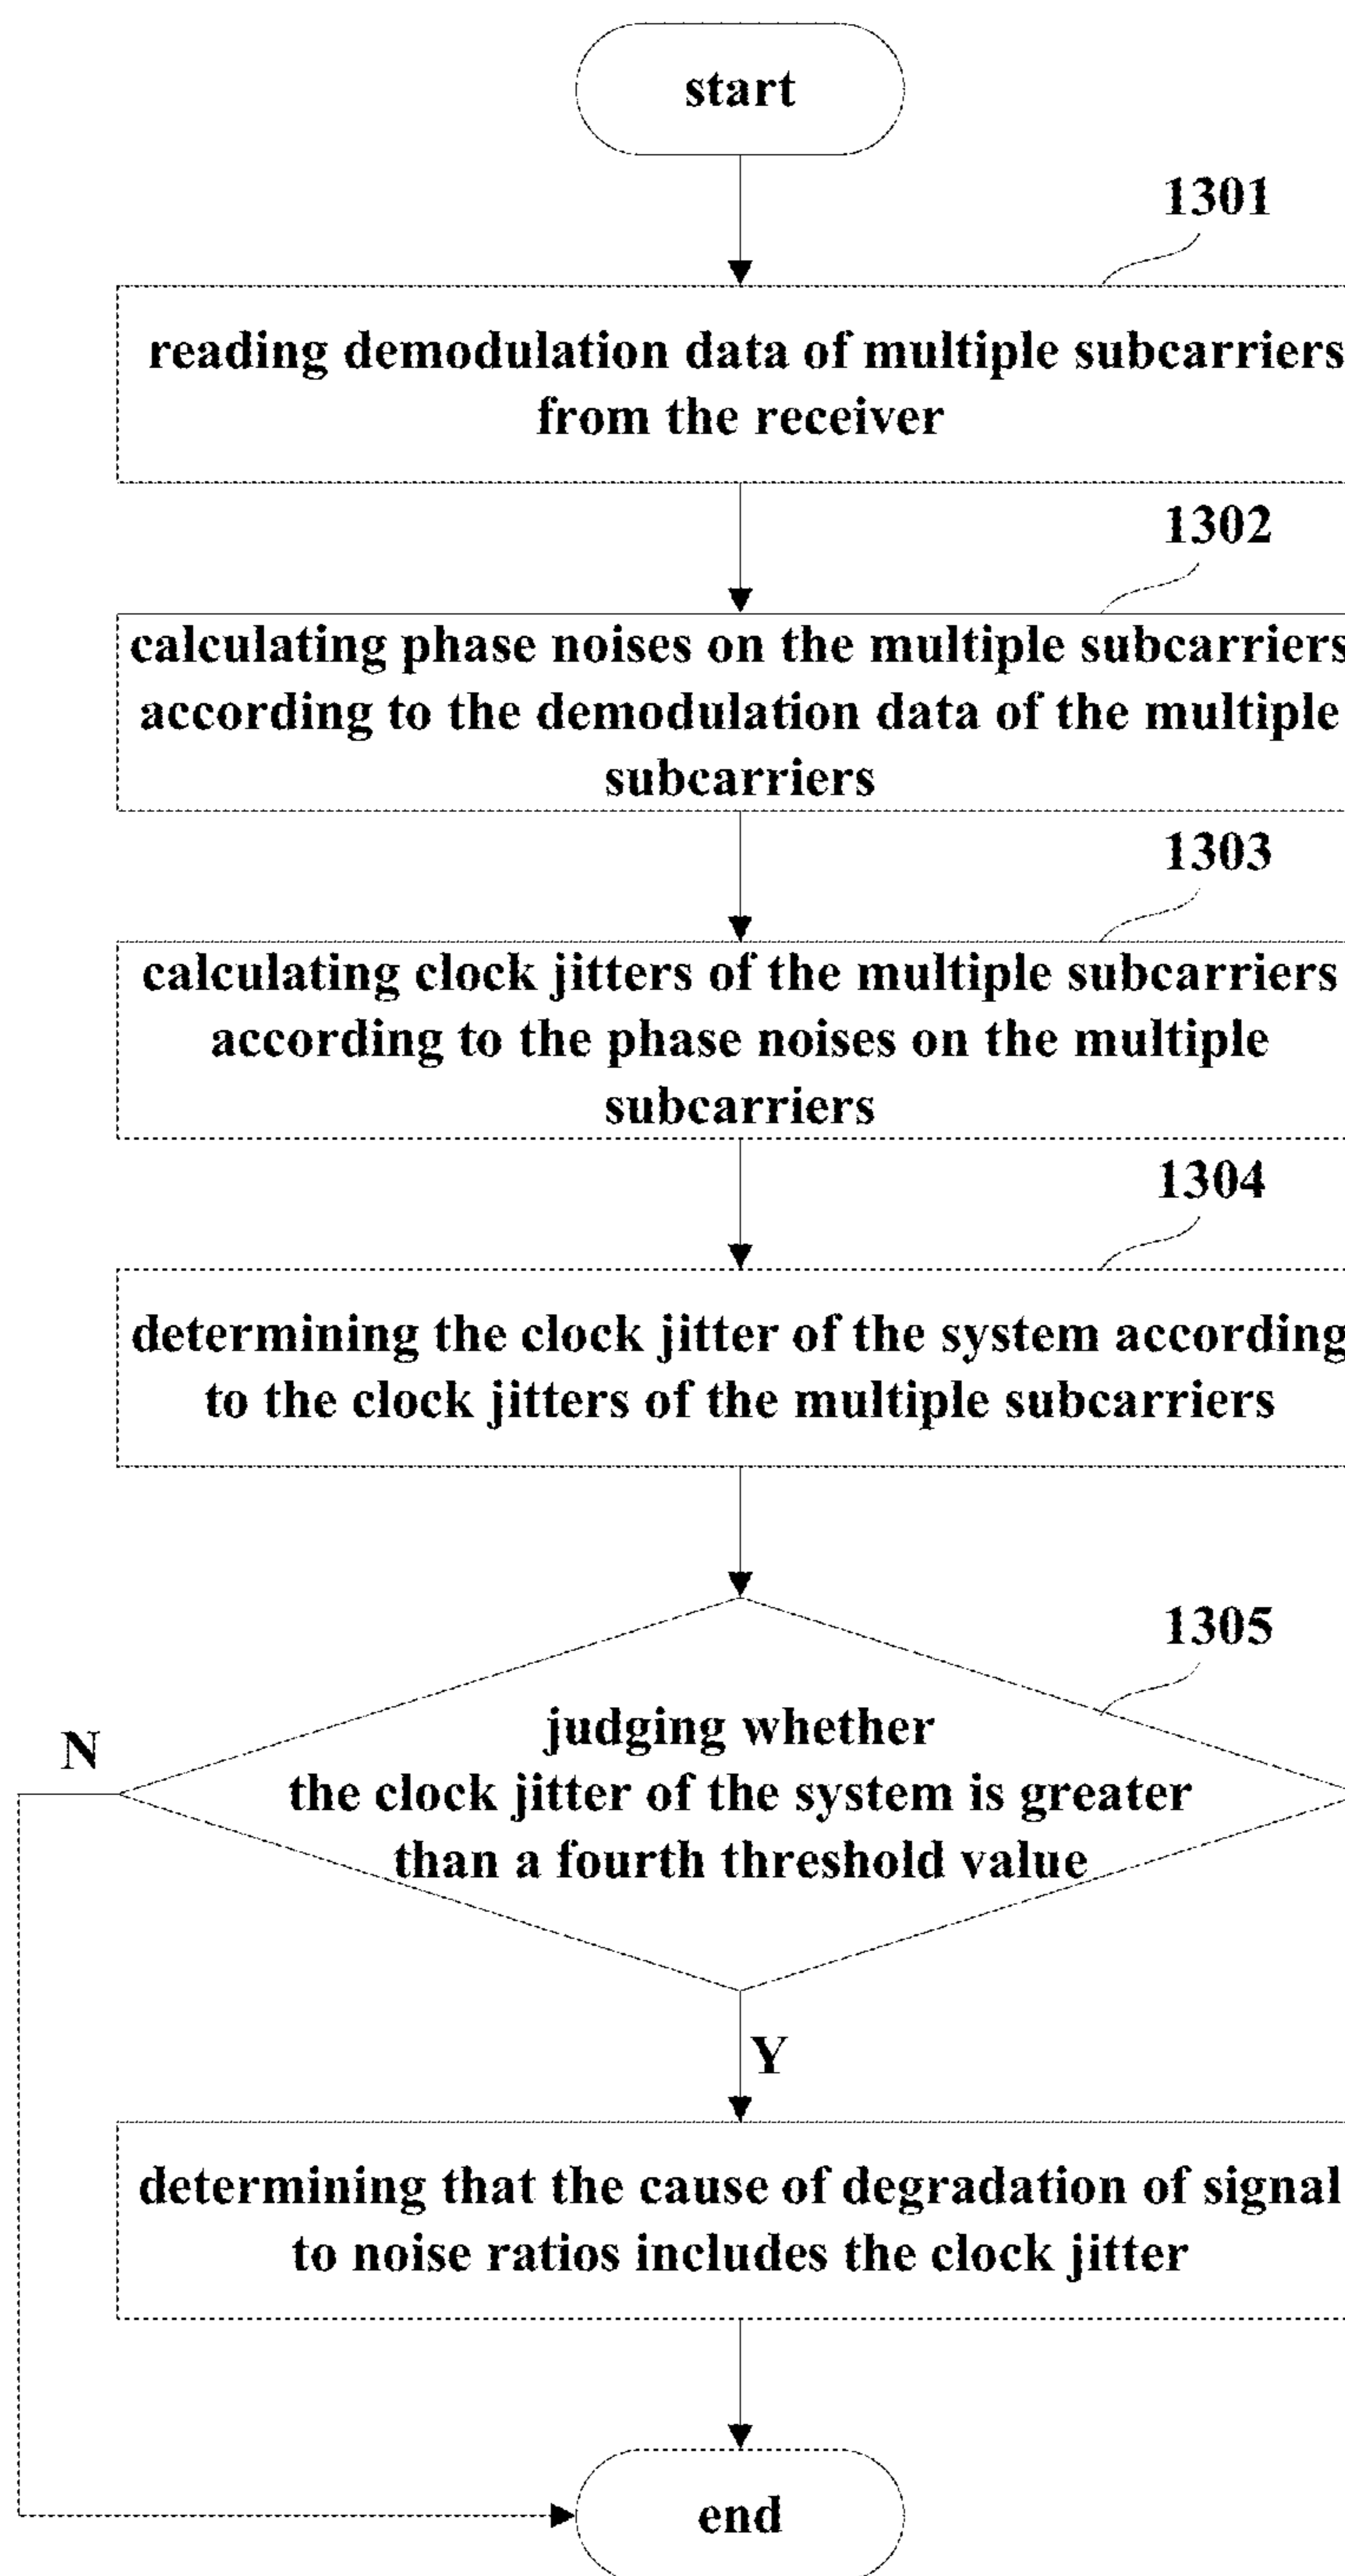 start
1301
reading demodulation data of multiple subcarriers
from the receiver
1302
calculating phase noises on the multiple subcarriers
according to the demodulation data of the multiple
subcarriers
1303
calculating clock jitters of the multiple subcarriers
according to the phase noises on the multiple
subcarriers
1304
determining the clock jitter of the system according
to the clock jitters of the multiple subcarriers
1305
N
judging whether
the clock jitter of the system is greater
than a fourth threshold value
Y
determining that the cause of degradation of signal
to noise ratios includes the clock jitter
end